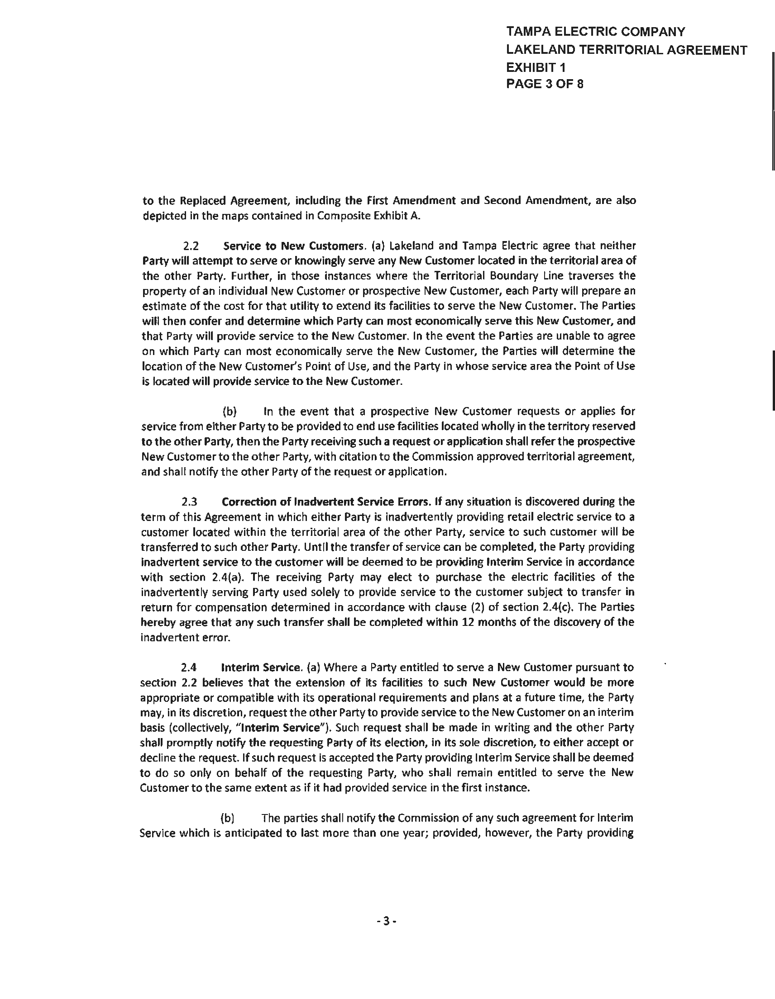 TAMPA ELECTRIC COMPANY
LAKELAND TERRITORIAL AGREEMENT
EXHIBIT 1
PAGE 3 OF 8
to the Replaced Agreement, including the First Amendment and Second Amendment, are also
depicted in the maps contained in Composite Exhibit A.
2.2 Service to New Customers. (a) Lakeland and Tampa Electric agree that neither
Party will attempt to serve or knowingly serve any New Customer located in the territorial area of
the other Party. Further, in those instances where the Territorial Boundary Line traverses the
property of an individual New Customer or prospective New Customer, each Party will prepare an
estimate of the cost for that utility to extend its facilities to serve the New Customer. The Parties
will then confer and determine which Party can most economically serve this New Customer, and
that Party will provide service to the New Customer. In the event the Parties are unable to agree
on which Party can most economically serve the New Customer, the Parties will determine the
location of the New Customer's Point of Use, and the Party in whose service area the Point of Use
is located will provide service to the New Customer.
(b) In the event that a prospective New Customer requests or applies for
service from either Party to be provided to end use facilities located wholly in the territory reserved
to the other Party, then the Party receiving such a request or application shall refer the prospective
New Customer to the other Party, with citation to the Commission approved territorial agreement,
and shall notify the other Party of the request or application.
2.3 Correction of Inadvertent Service Errors. If any situation is discovered during the
term of this Agreement in which either Party is inadvertently providing retail electric service to a
customer located within the territorial area of the other Party, service to such customer will be
transferred to such other Party. Until the transfer of service can be completed, the Party providing
inadvertent service to the customer will be deemed to be providing Interim Service in accordance
with section 2.4(a). The receiving Party may elect to purchase the electric facilities of the
inadvertently serving Party used solely to provide service to the customer subject to transfer in
return for compensation determined in accordance with clause (2) of section 2.4(c). The Parties
hereby agree that any such transfer shall be completed within 12 months of the discovery of the
inadvertent error.
2.4 Interim Service. (a) Where a Party entitled to serve a New Customer pursuant to
section 2.2 believes that the extension of its facilities to such New Customer would be more
appropriate or compatible with its operational requirements and plans at a future time, the Party
may, in its discretion, request the other Party to provide service to the New Customer on an interim
basis (collectively, "Interim Service"). Such request shall be made in writing and the other Party
shall promptly notify the requesting Party of its election, in its sole discretion, to either accept or
decline the request. If such request is accepted the Party providing Interim Service shall be deemed
to do so only on behalf of the requesting Party, who shall remain entitled to serve the New
Customer to the same extent as if it had provided service in the first instance.
(b) The parties shall notify the Commission of any such agreement for Interim
Service which is anticipated to last more than one year; provided, however, the Party providing
- 3 -